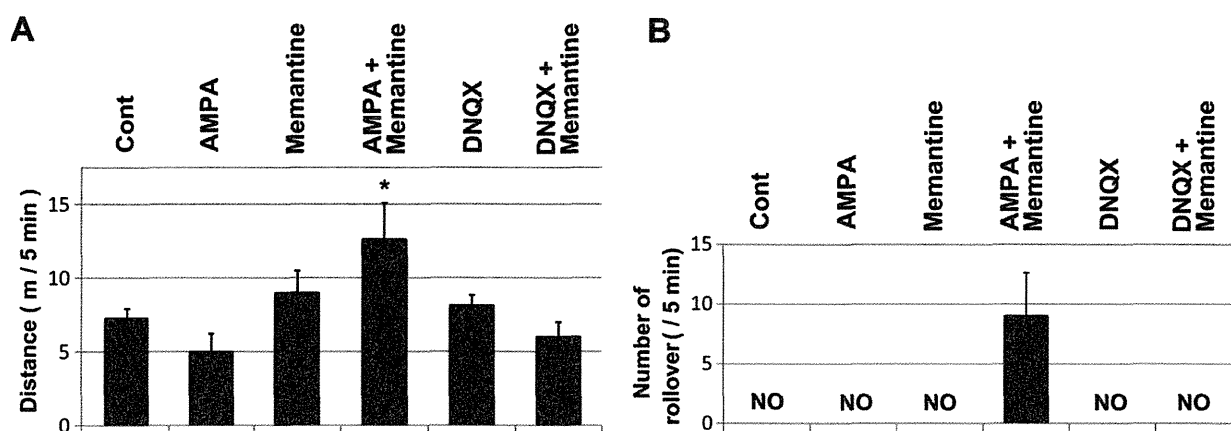 A
Cont
AMPA
Memantine
AMPA +
Memantine
DNQX
DNQX +
Memantine
Distance ( m / 5 min )
15
10
5
0
*
B
Cont
AMPA
Memantine
AMPA +
Memantine
DNQX
DNQX +
Memantine
Number of
rollover ( / 5 min)
15
10
5
0
NO
NO
NO
NO
NO